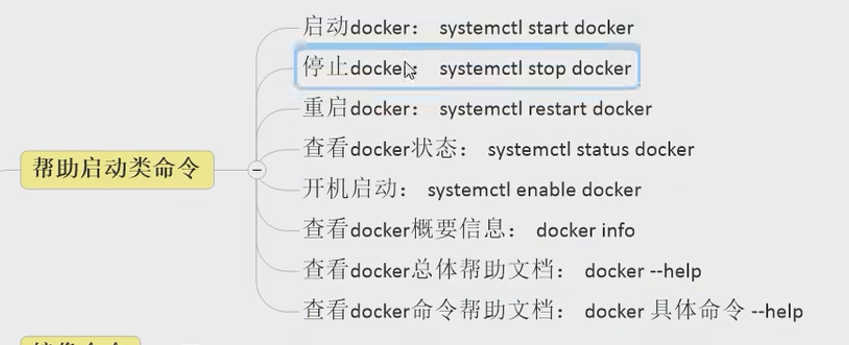 启动docker： systemctl start docker
停止docker： systemctl stop docker
重启docker： systemctl restart docker
查看docker状态： systemctl status docker
帮助启动类命令
开机启动： systemctl enable docker
查看docker概要信息： docker info
查看docker总体帮助文档： docker --help
查看docker命令帮助文档： docker 具体命令 --help